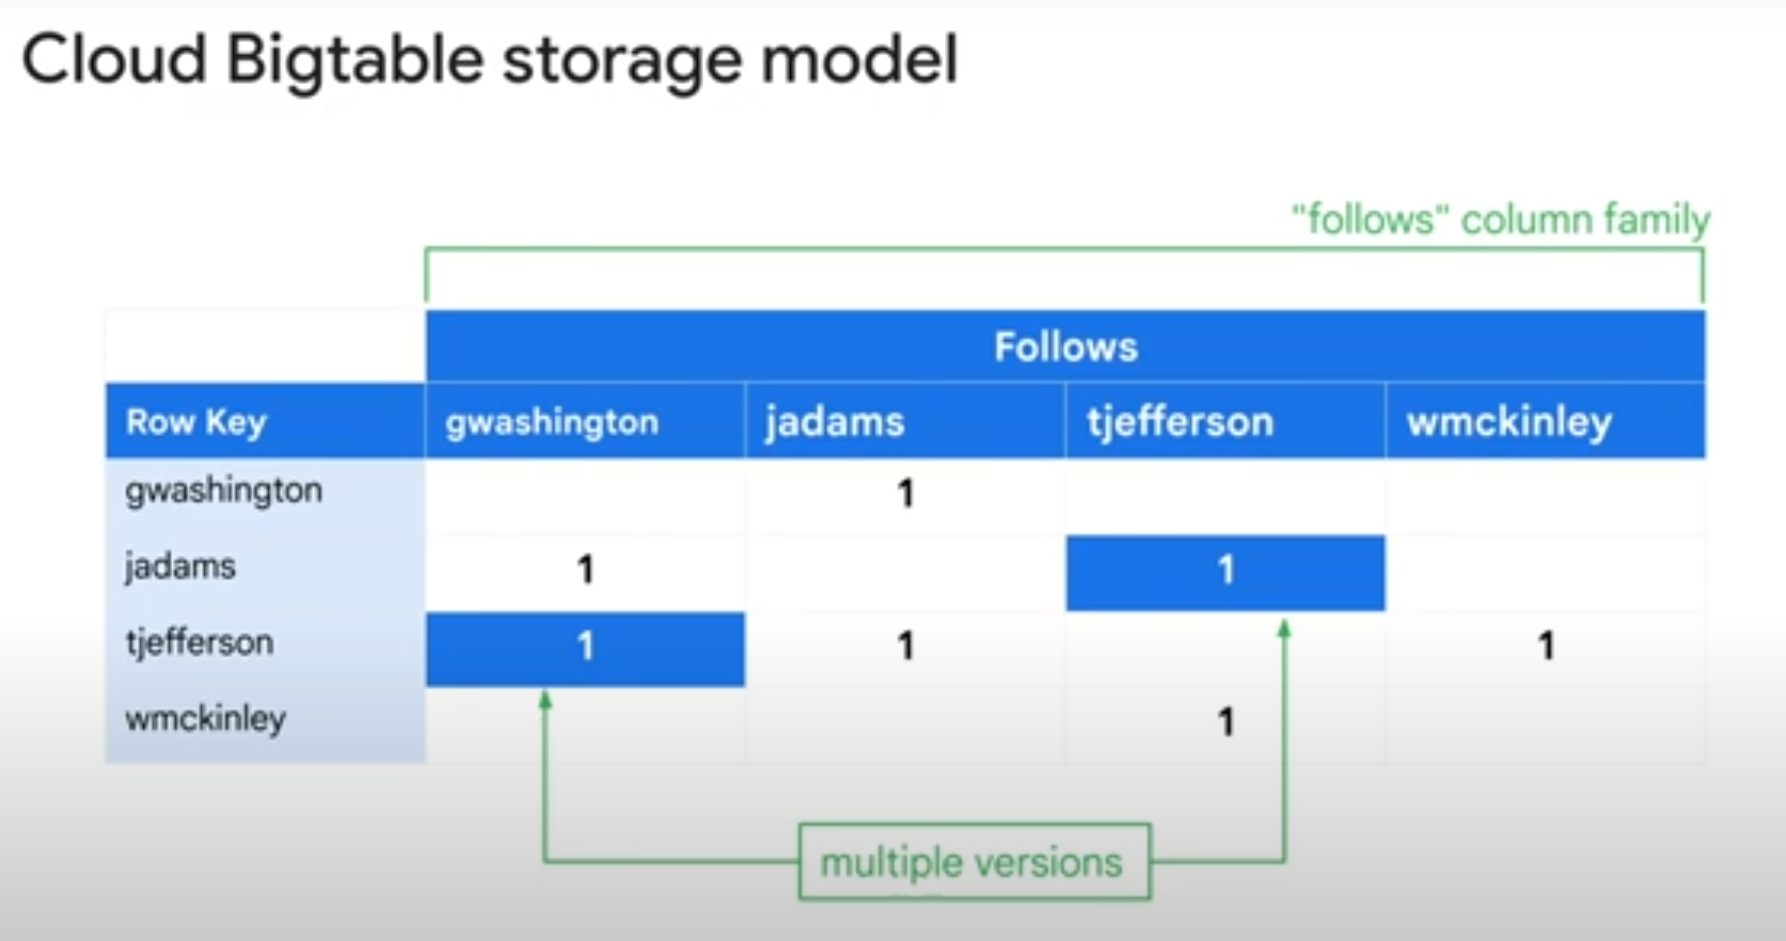 Cloud Bigtable storage model
"follows" column family
Follows
Row Key gwashington jadams tjefferson wmckinley
gwashington 1
jadams 1 1
tjefferson 1 1 1
wmckinley 1
multiple versions